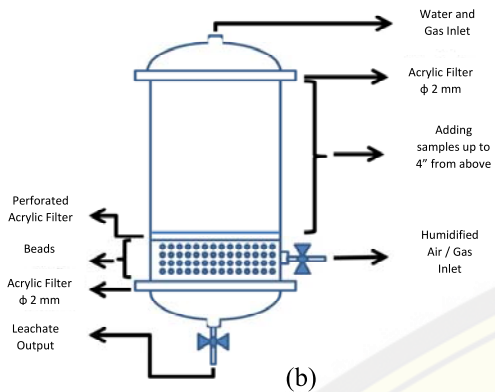 Water and
Gas Inlet
Acrylic Filter
ϕ 2 mm
Adding
samples up to
4” from above
Perforated
Acrylic Filter
Beads
Humidified
Air / Gas
Inlet
Acrylic Filter
ϕ 2 mm
Leachate
Output
(b)